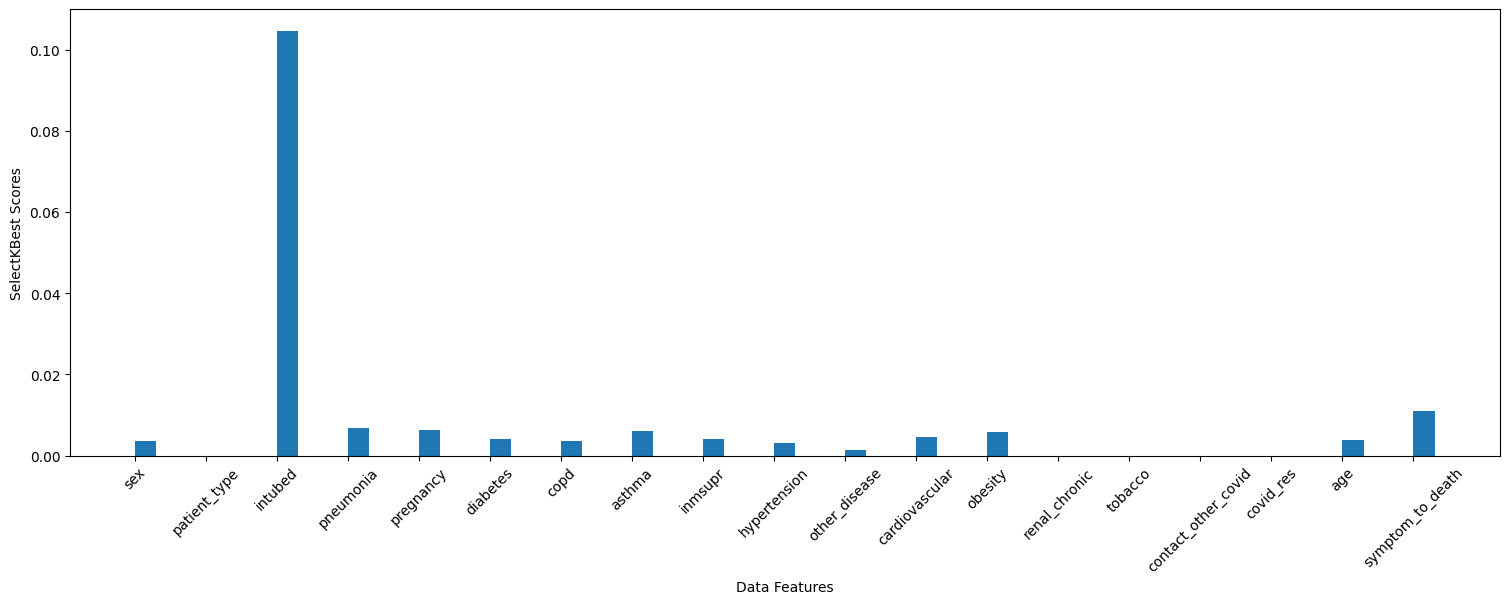 0.10
0.08
0.06
0.04
0.02
0.00
SelectKBest Scores
sex
patient_type
intubed
pneumonia
pregnancy
diabetes
copd
asthma
inmsupr
hypertension
other_disease
cardiovascular
obesity
renal_chronic
tobacco
contact_other_covid
covid_res
age
symptom_to_death
Data Features